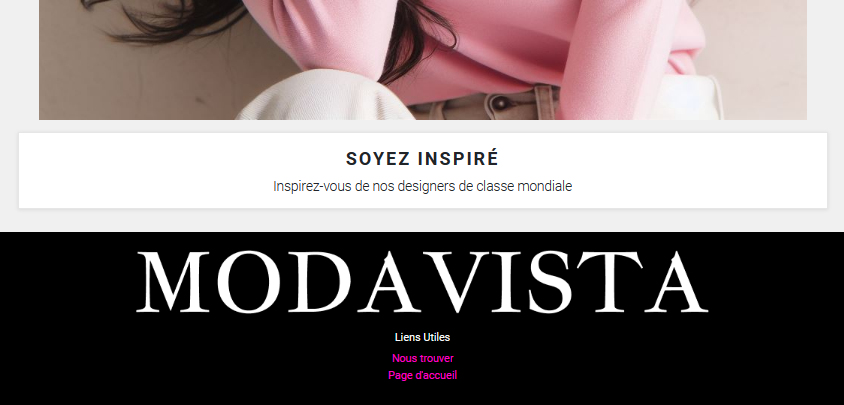 SOYEZ INSPIRÉ
Inspirez-vous de nos designers de classe mondiale
MODAVISTA
Liens Utiles
Nous trouver
Page d'accueil